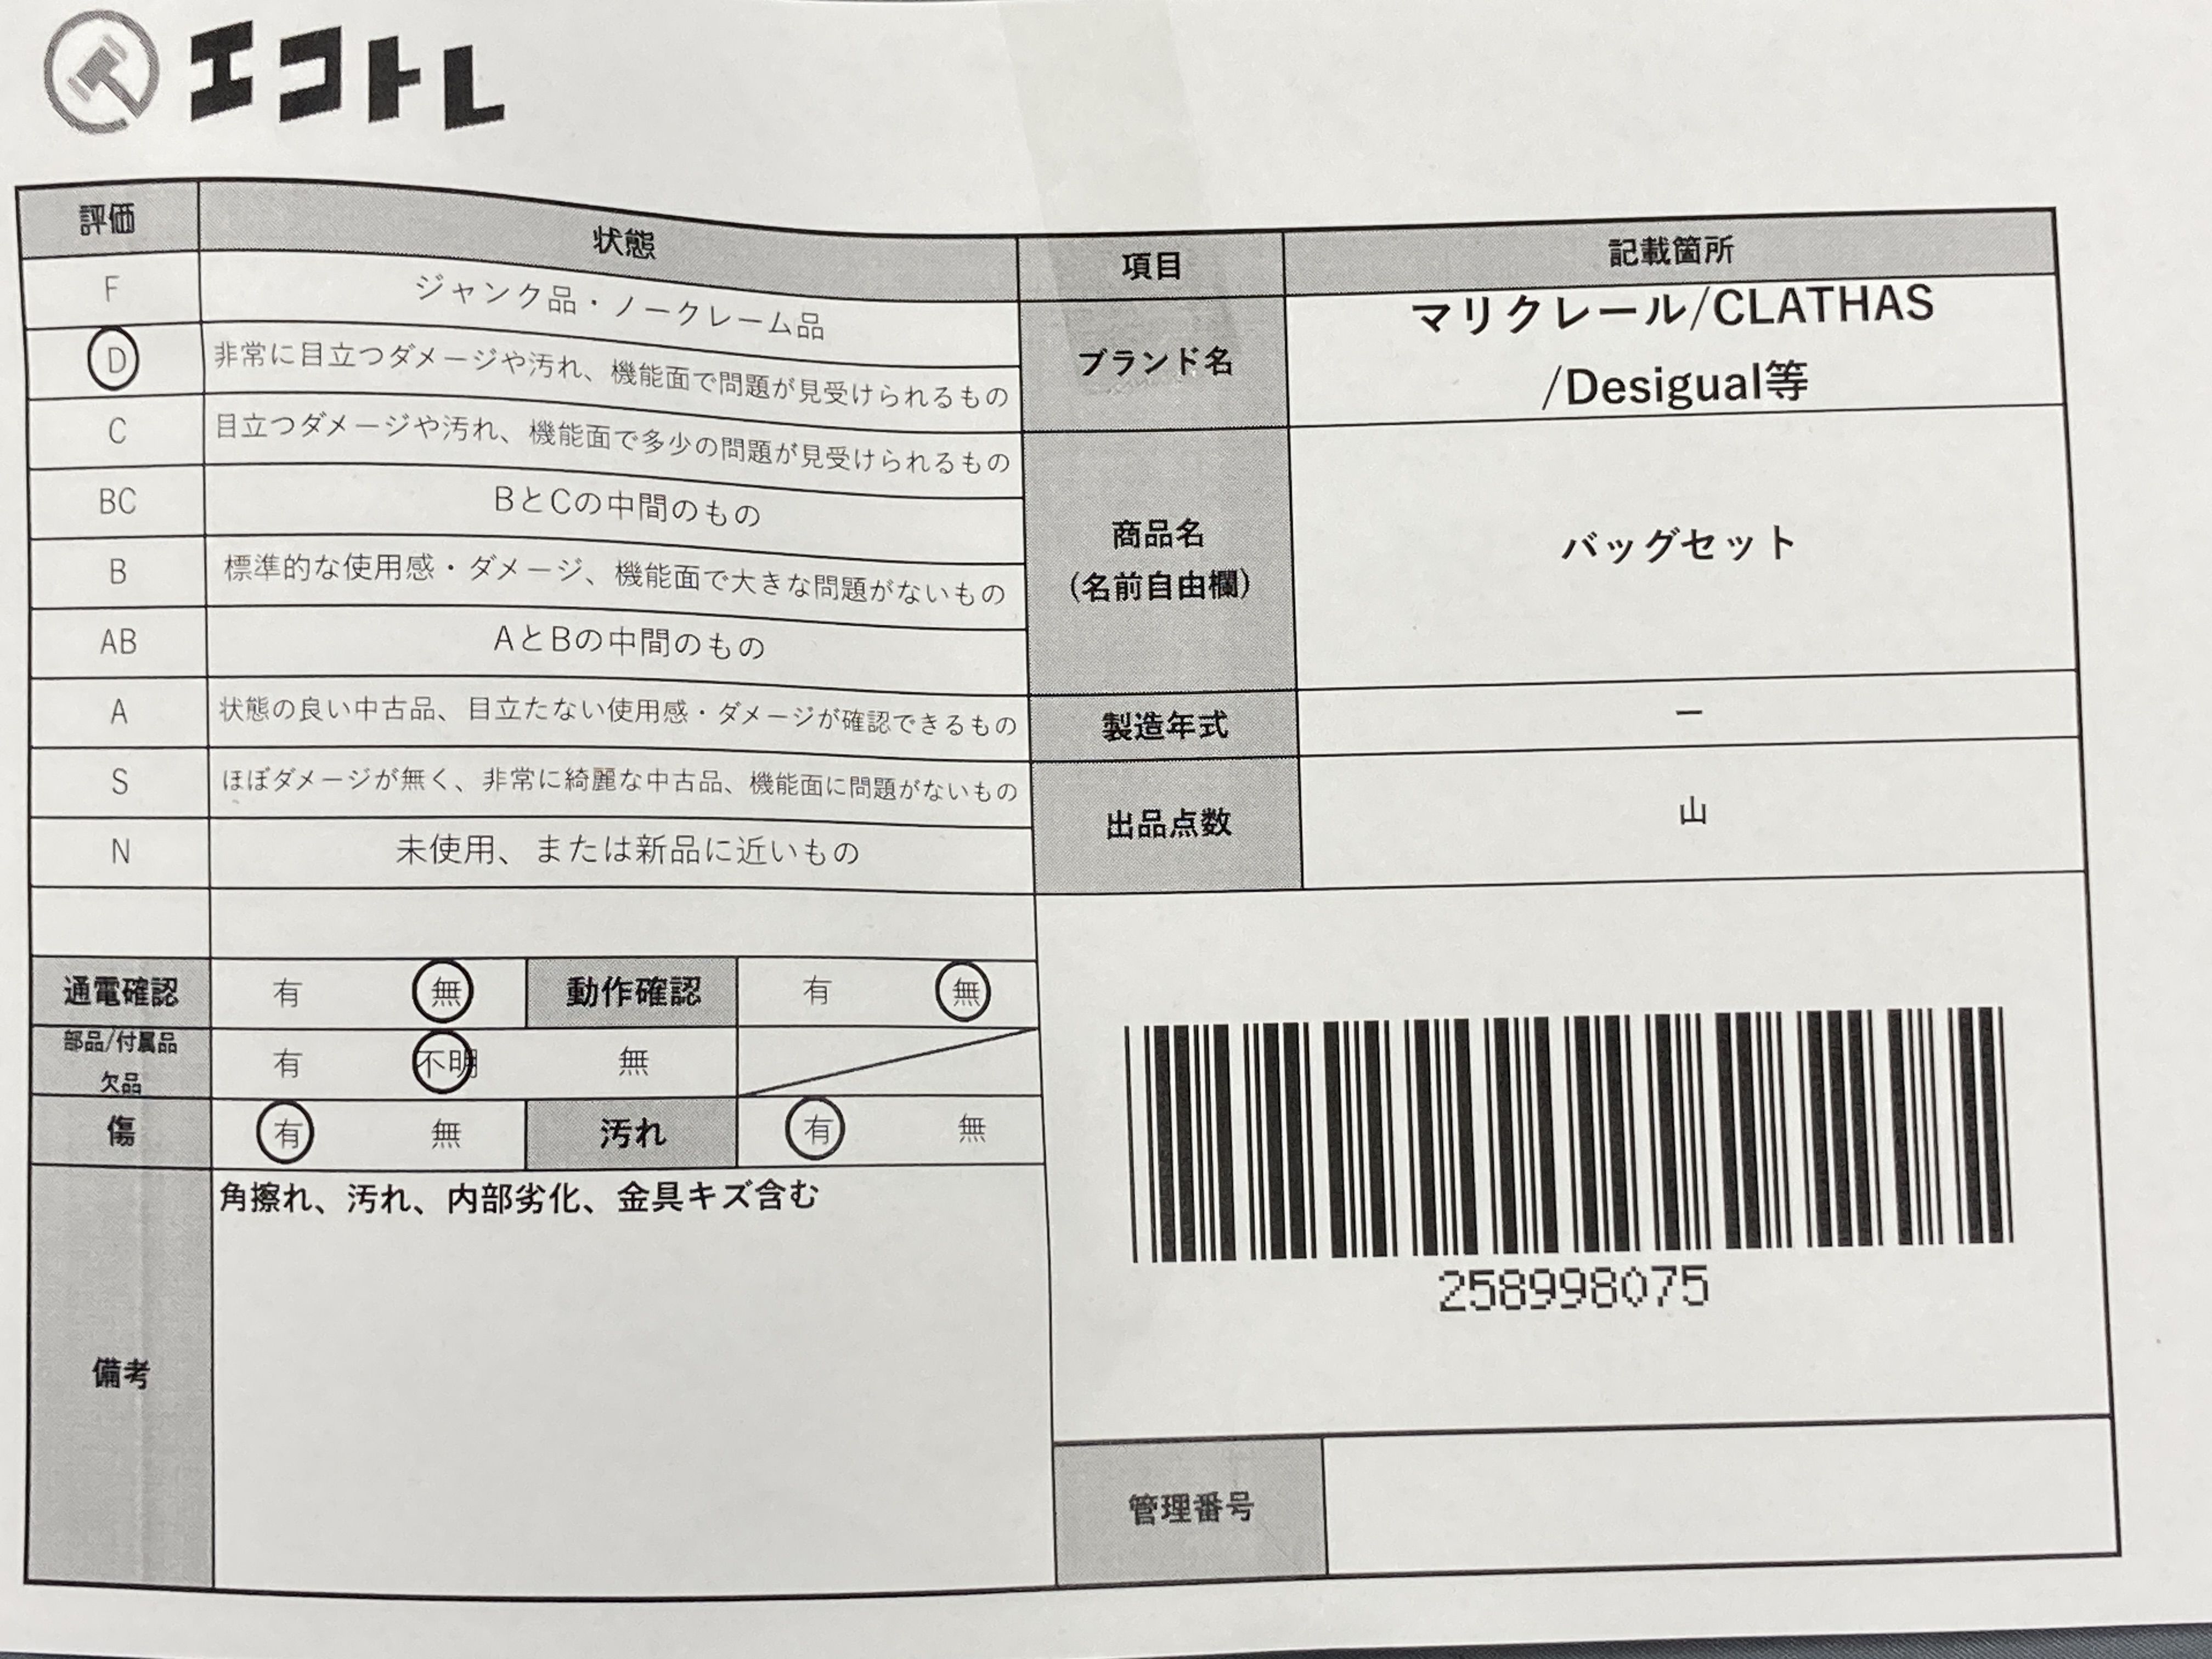 エコトレ
評価 状態
F ジャンク品・ノークレーム品
D 非常に目立つダメージや汚れ、機能面で問題が見受けられるもの
C 目立つダメージや汚れ、機能面で多少の問題が見受けられるもの
BC BとCの中間のもの
B 標準的な使用感・ダメージ、機能面で大きな問題がないもの
AB AとBの中間のもの
A 状態の良い中古品、目立たない使用感・ダメージが確認できるもの
S ほぼダメージが無く、非常に綺麗な中古品、機能面に問題がないもの
N 未使用、または新品に近いもの
通電確認 有 無 動作確認 有 無
部品/付属品
欠品
有 不明 無
傷 有 無 汚れ 有 無
備考
角擦れ、汚れ、内部劣化、金具キズ含む
項目 記載箇所
ブランド名
マリクレール/CLATHAS
/Desigual等
商品名
(名前自由欄)
バッグセット
製造年式 ー
出品点数 山
258998075
管理番号